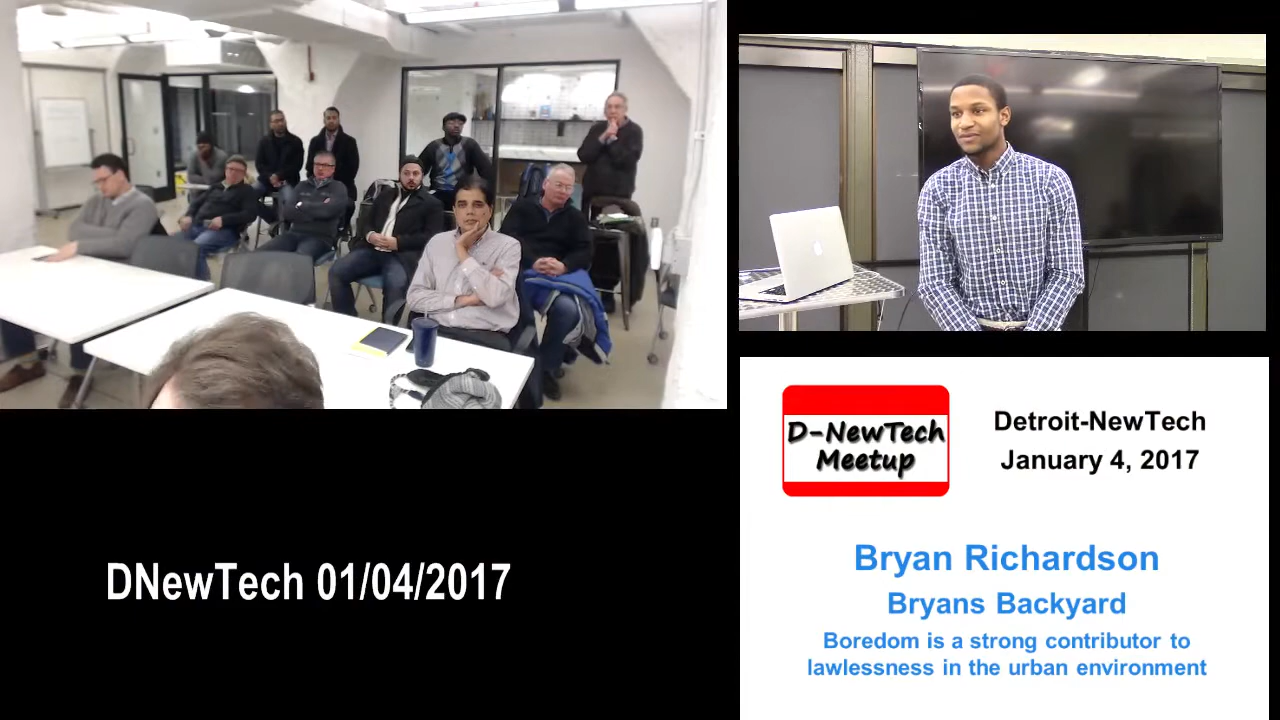 D-NewTech
Meetup
Detroit-NewTech
January 4, 2017
Bryan Richardson
Bryans Backyard
Boredom is a strong contributor to
lawlessness in the urban environment
DNewTech 01/04/2017